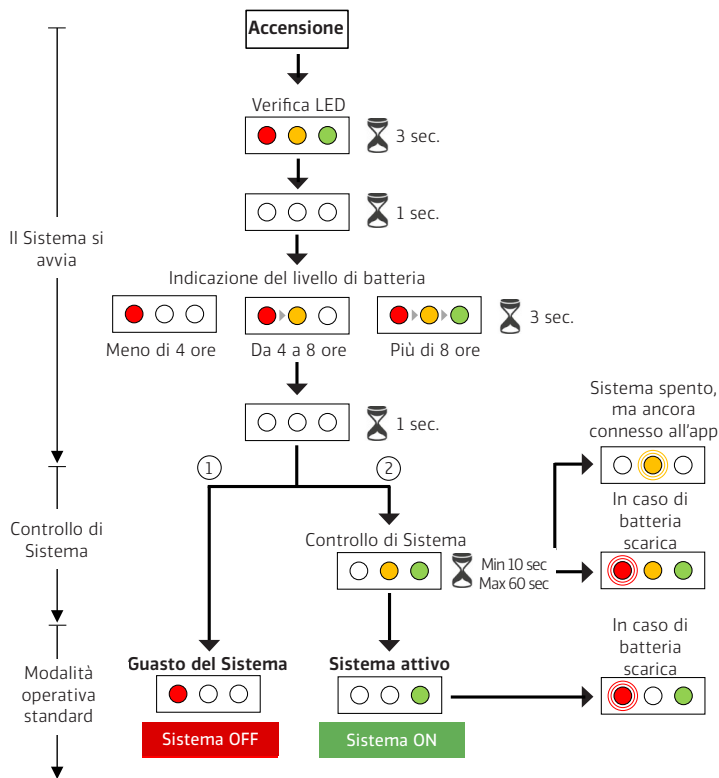 Accensione
Verifica LED
3 sec.
1 sec.
Il Sistema si
avvia
Indicazione del livello di batteria
3 sec.
Meno di 4 ore
Da 4 a 8 ore
Più di 8 ore
1 sec.
Sistema spento,
ma ancora
connesso all'app
1
2
In caso di
batteria
scarica
Controllo di
Sistema
Controllo di Sistema
Min 10 sec
Max 60 sec
In caso di
batteria
scarica
Modalità
operativa
standard
Guasto del Sistema
Sistema attivo
Sistema OFF
Sistema ON